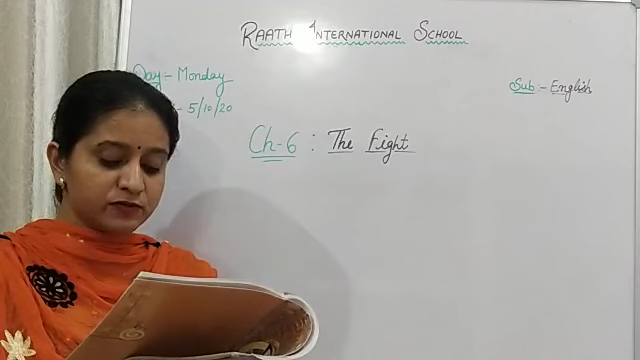 RAATH INTERNATIONAL SCHOOL
Day:- Monday
Sub:- English
- 5/10/20
Ch-6 : The Fight